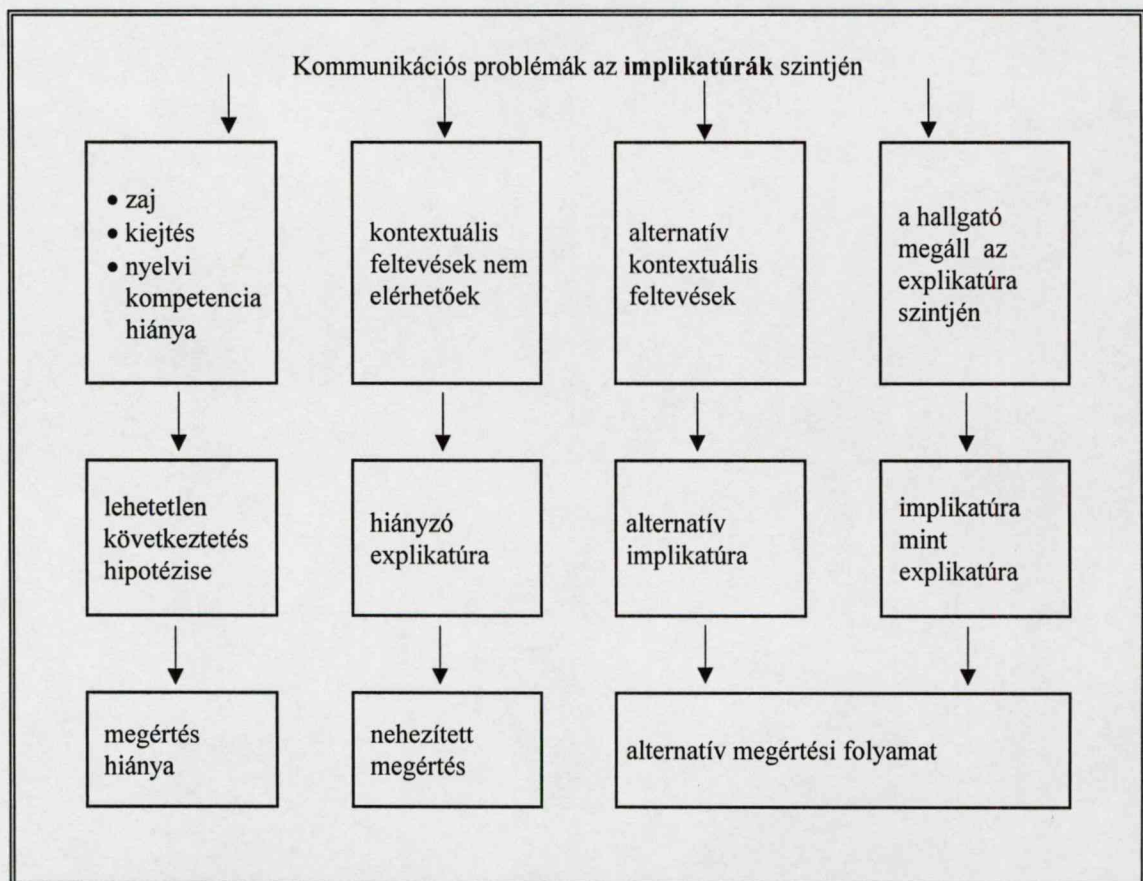 Kommunikációs problémák az implikatúrák szintjén
• zaj
• kiejtés
• nyelvi
kompetencia
hiánya
kontextuális
feltevések nem
elérhetőek
alternatív
kontextuális
feltevések
a hallgató
megáll az
explikatúra
szintjén
lehetetlen
következtetés
hipotézise
hiányzó
explikatúra
alternatív
implikatúra
implikatúra
mint
explikatúra
megértés
hiánya
nehezített
megértés
alternatív megértési folyamat